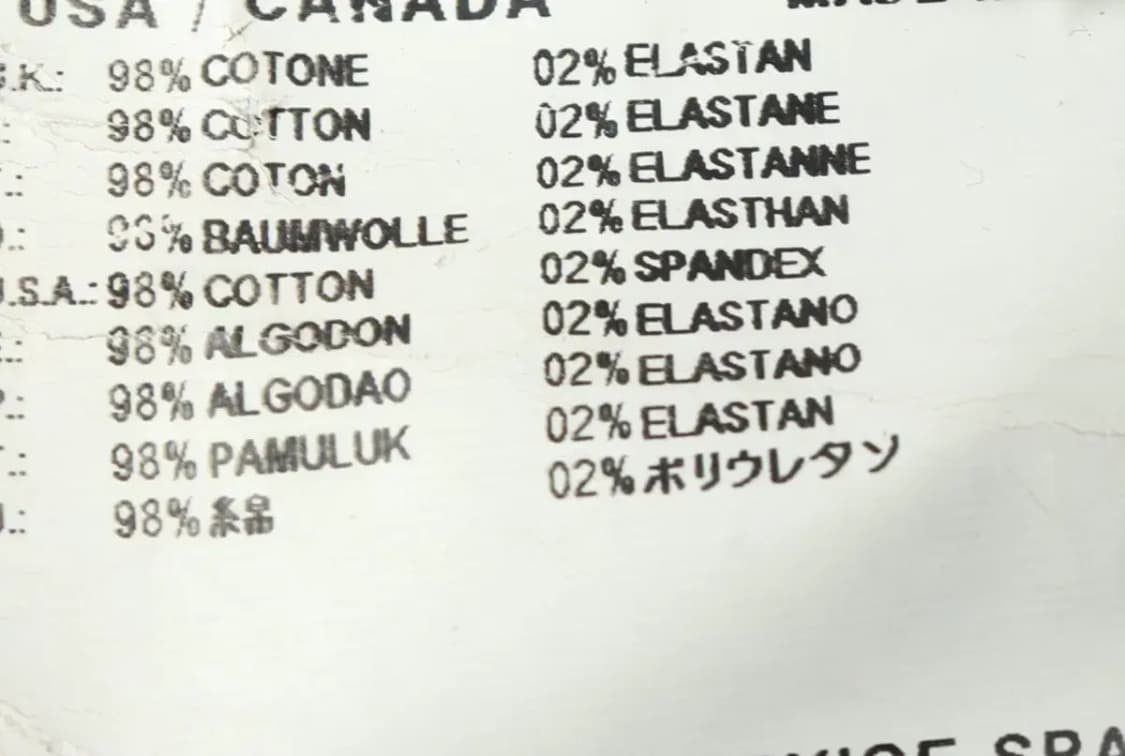 USA / CANADA
.K.: 98% COTONE 02% ELASTAN
.: 98% COTTON 02% ELASTANE
.: 98% COTON 02% ELASTANNE
.: 98% BAUMWOLLE 02% ELASTHAN
.S.A.: 98% COTTON 02% SPANDEX
.: 98% ALGODON 02% ELASTANO
.: 98% ALGODAO 02% ELASTANO
.: 98% PAMULUK 02% ELASTAN
.: 98% 綿 02% ポリウレタン